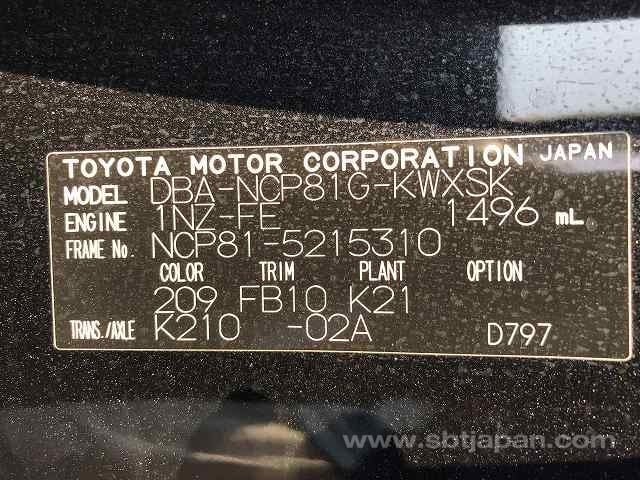 TOYOTA MOTOR CORPORATION JAPAN
MODEL DBA-NCP81G-KWXSK
ENGINE 1NZ-FE 1496 mL
FRAME No. NCP81-5215310
COLOR TRIM PLANT OPTION
209 FB10 K21
TRANS./AXLE K210 -02A D797
www.sbtjapan.com